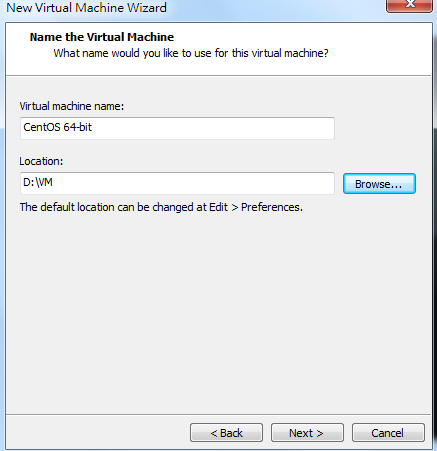 New Virtual Machine Wizard
Name the Virtual Machine
What name would you like to use for this virtual machine?
Virtual machine name:
CentOS 64-bit
Location:
D:\VM
Browse...
The default location can be changed at Edit > Preferences.
< Back
Next >
Cancel